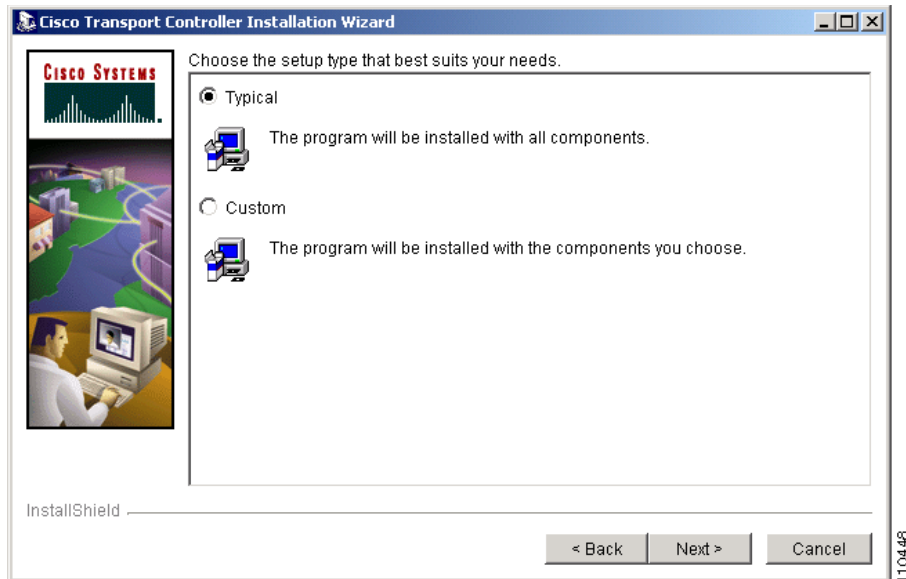 Cisco Transport Controller Installation Wizard
CISCO SYSTEMS
Choose the setup type that best suits your needs.
Typical
The program will be installed with all components.
Custom
The program will be installed with the components you choose.
InstallShield
< Back
Next >
Cancel